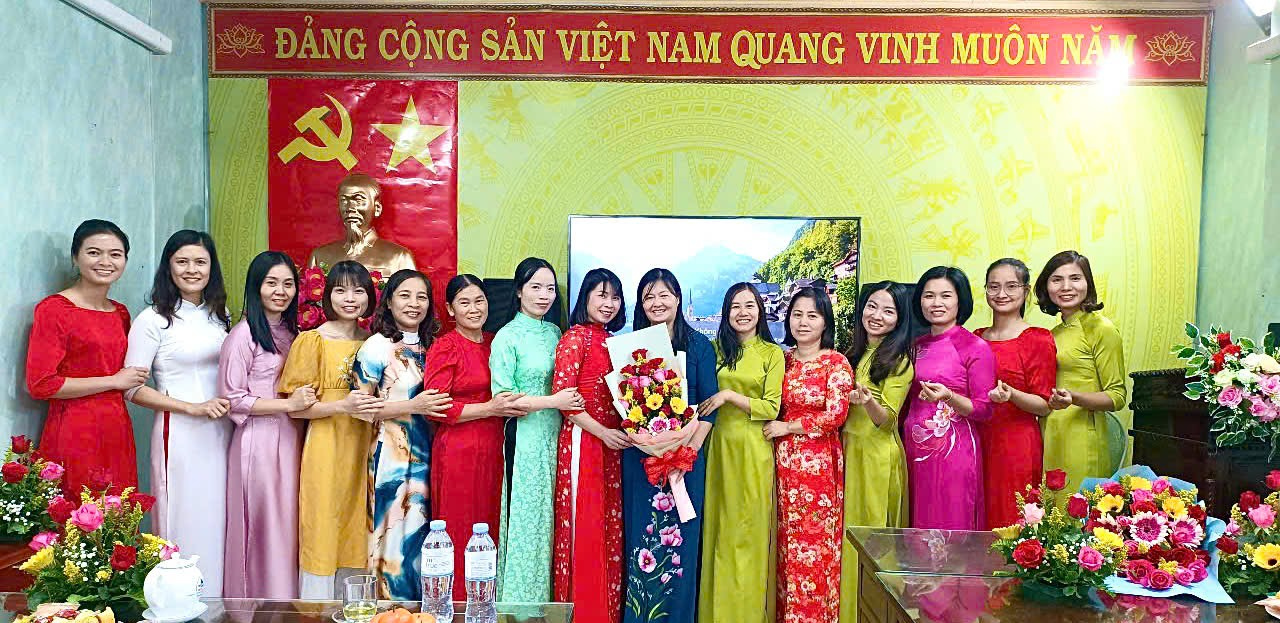 ĐẢNG CỘNG SẢN VIỆT NAM QUANG VINH MUÔN NĂM